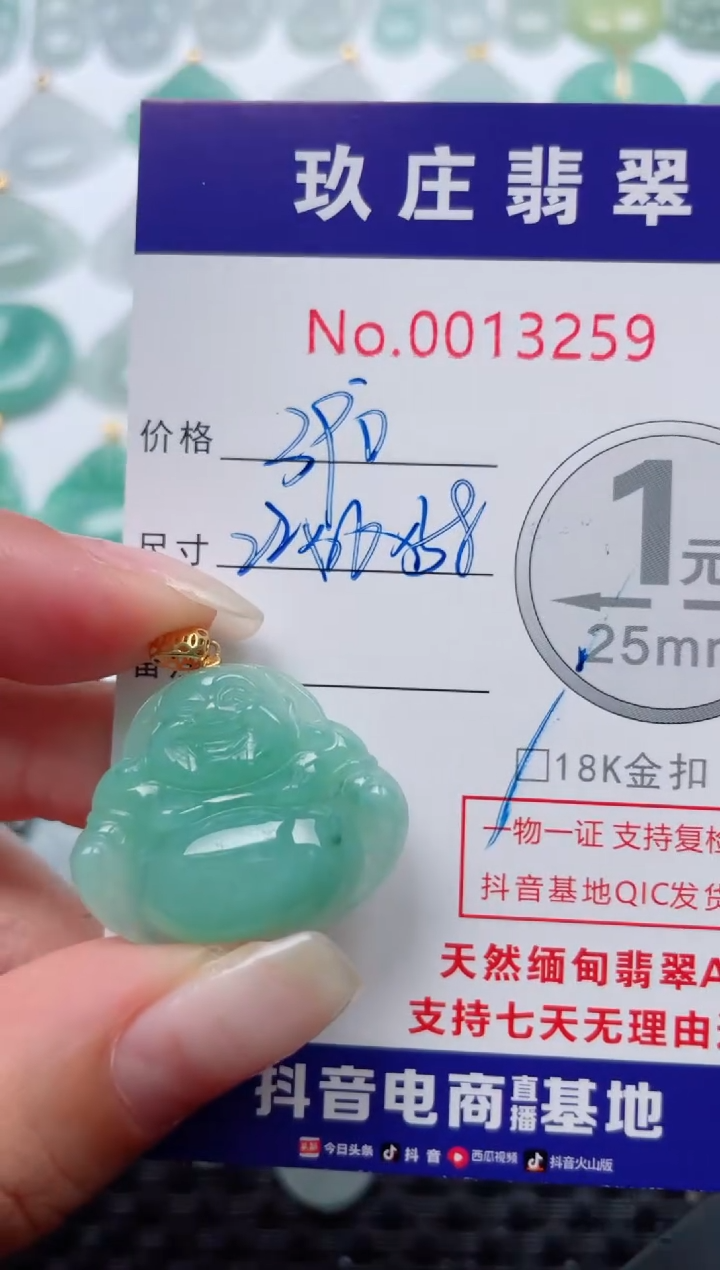 玖庄翡翠
No.0013259
价格
尺寸
1元
25mm
□18K金扣
一物一证 支持复检
抖音基地QIC发货
天然缅甸翡翠A
支持七天无理由
抖音电商直播基地
今日头条 抖音 西瓜视频 抖音火山版